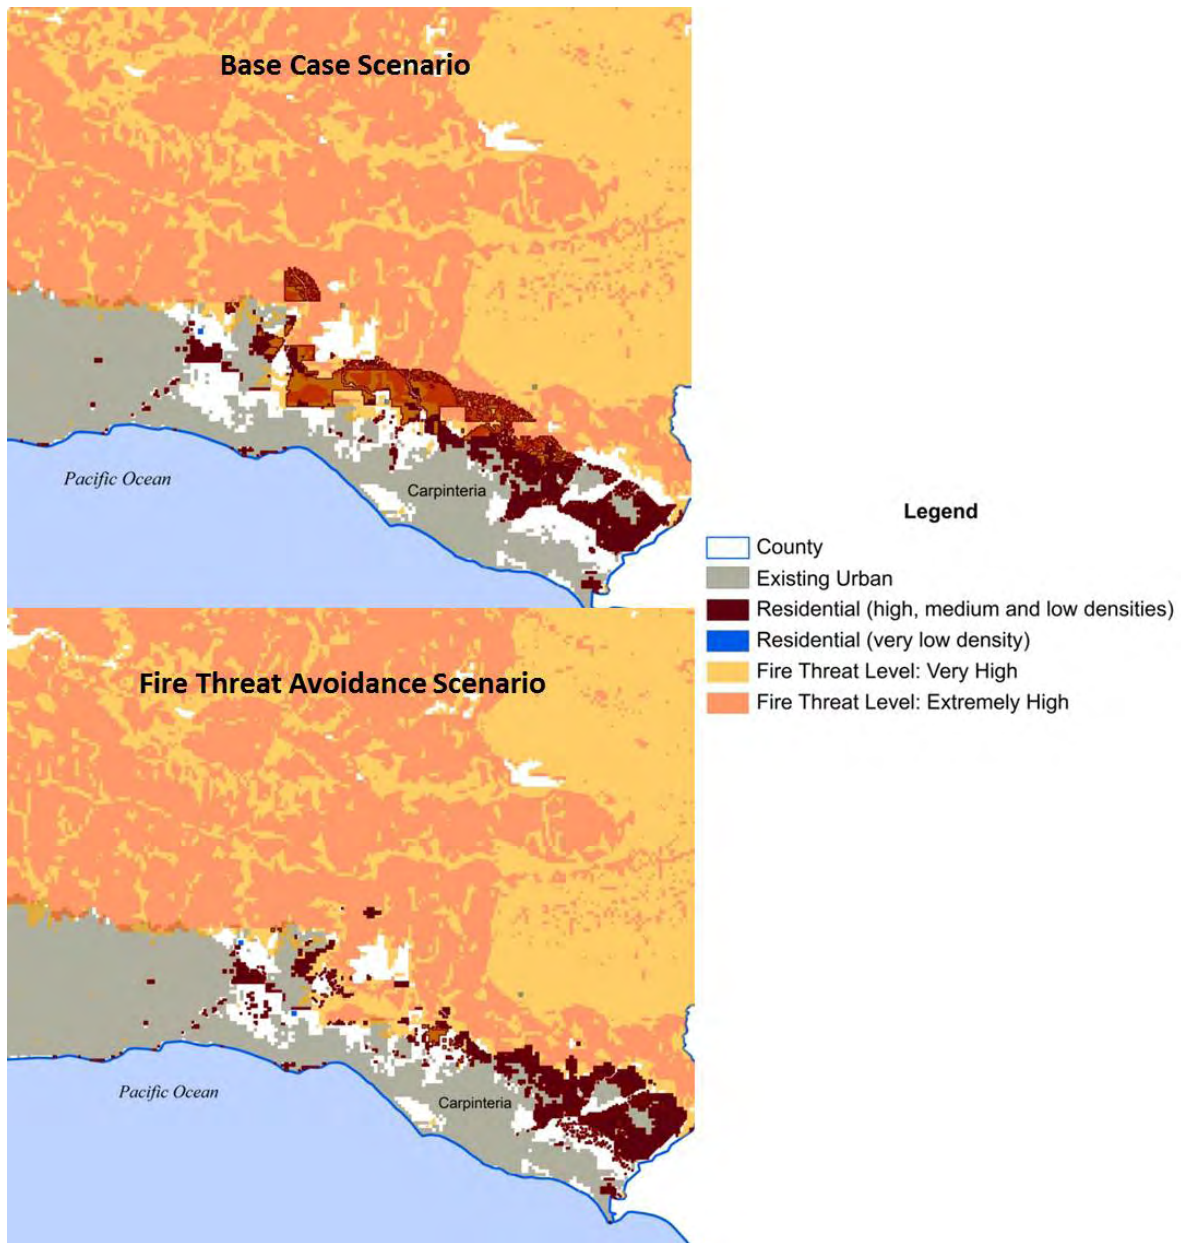 Base Case Scenario
Pacific Ocean
Carpinteria
Legend
County
Existing Urban
Residential (high, medium and low densities)
Residential (very low density)
Fire Threat Level: Very High
Fire Threat Level: Extremely High
Fire Threat Avoidance Scenario
Pacific Ocean
Carpinteria